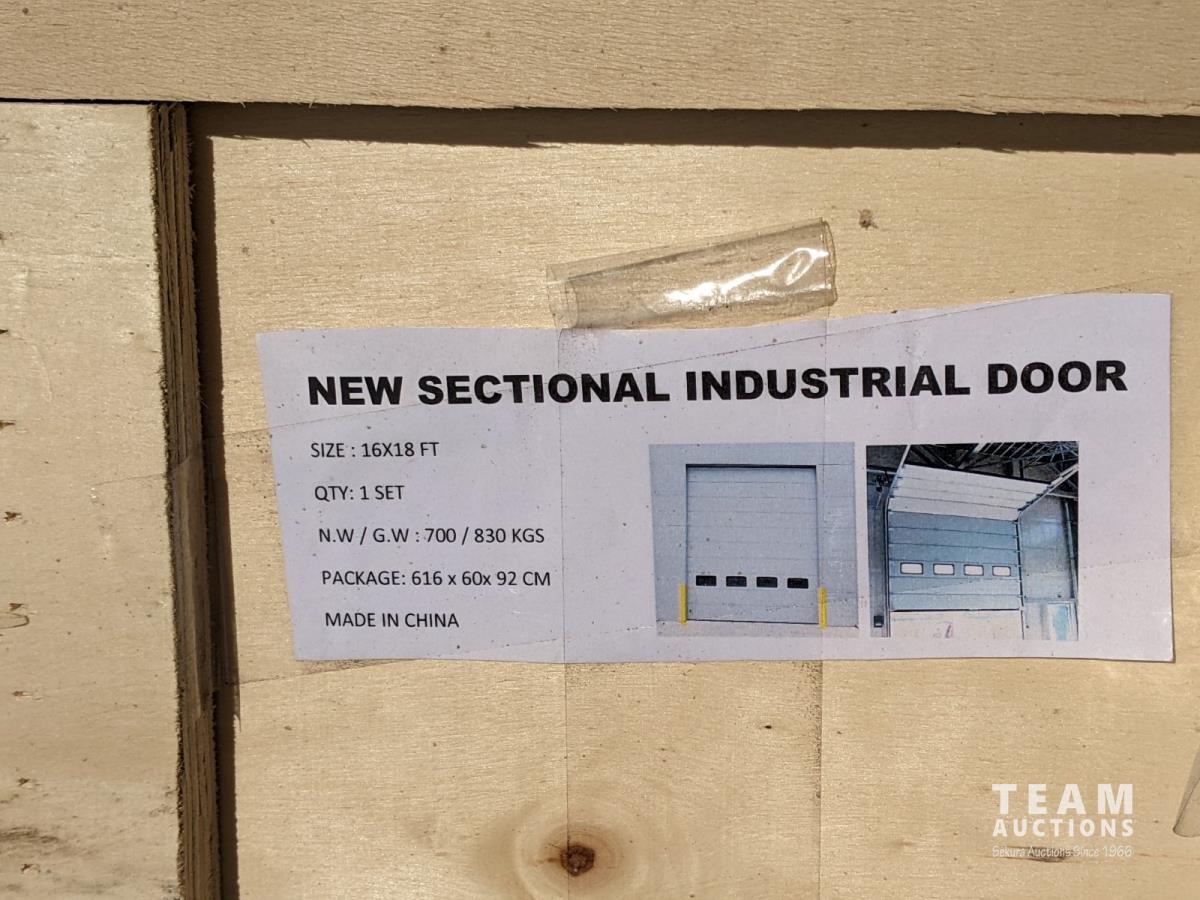 NEW SECTIONAL INDUSTRIAL DOOR
SIZE : 16X18 FT
QTY: 1 SET
N.W / G.W : 700 / 830 KGS
PACKAGE: 616 x 60x 92 CM
MADE IN CHINA
TEAM
AUCTIONS
Sekura Auctions Since 1966